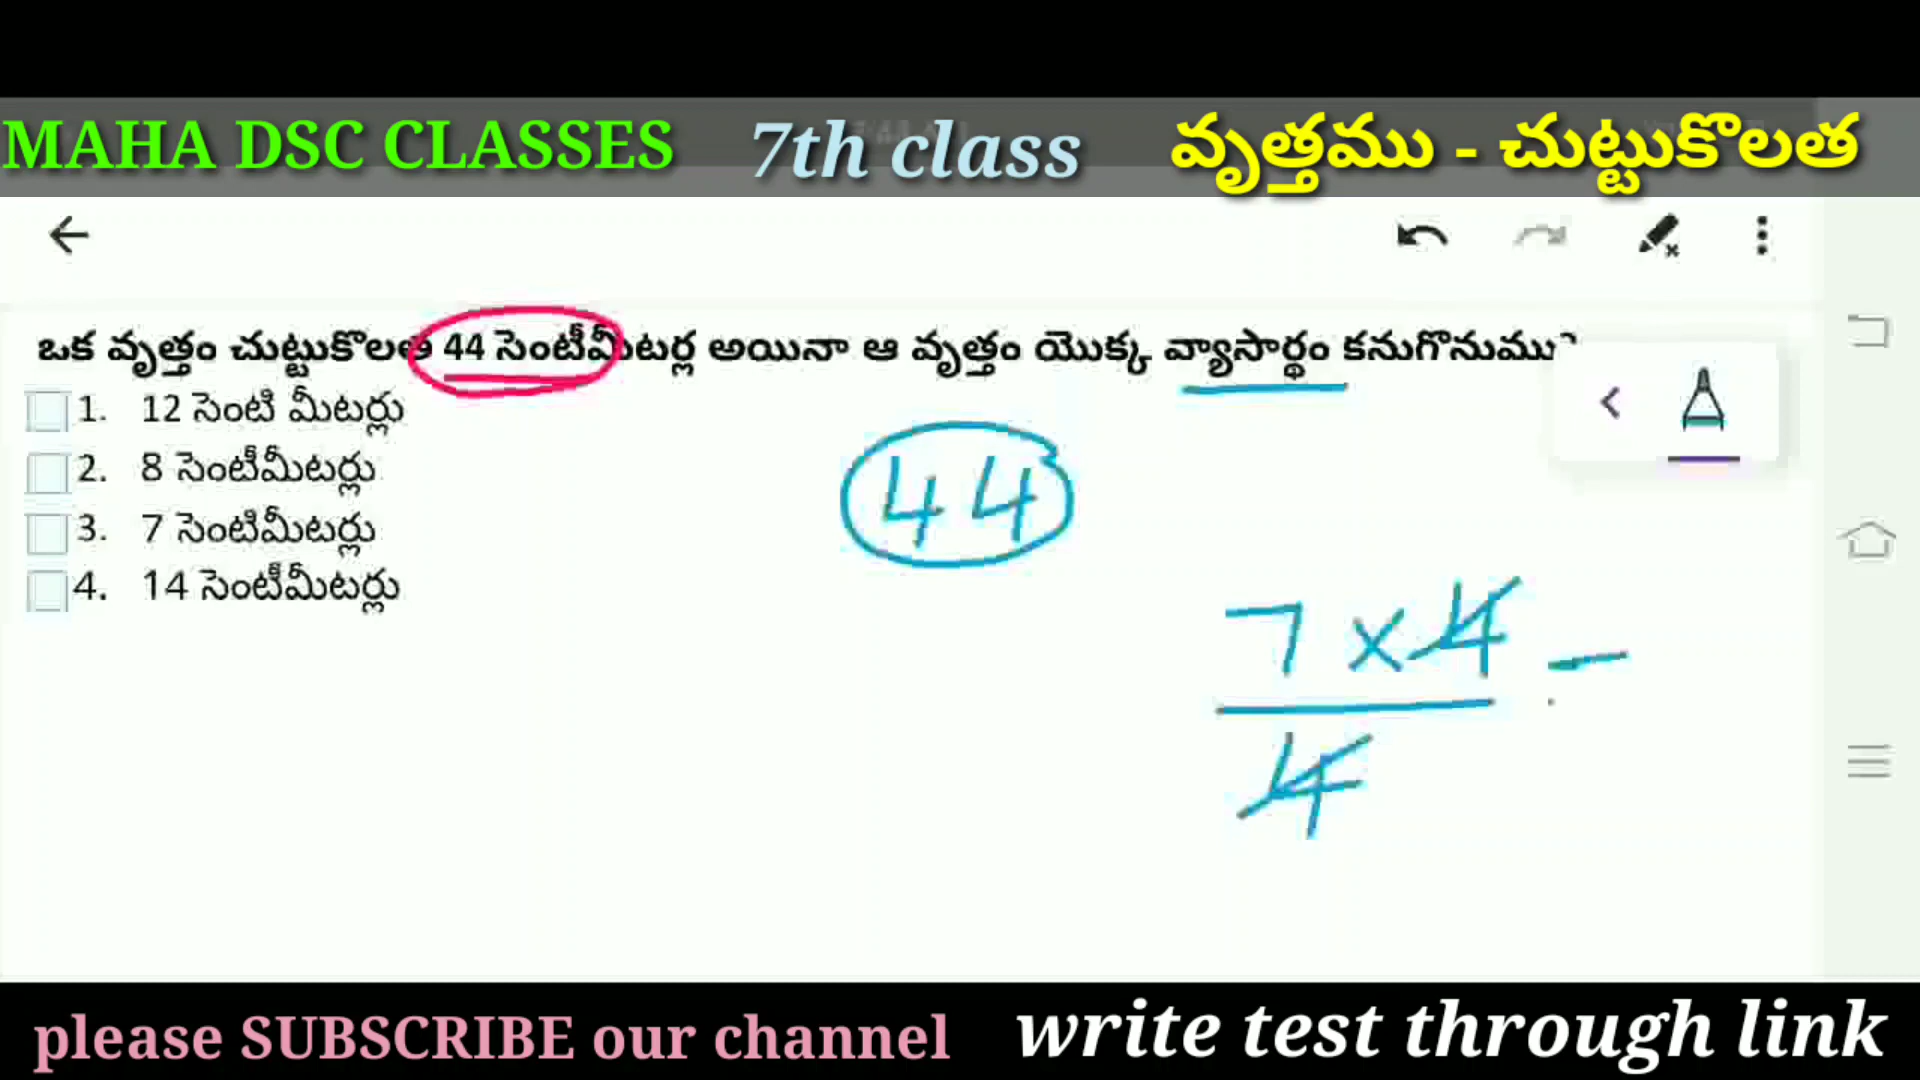 MAHA DSC CLASSES 7th class వృత్తము - చుట్టుకొలత
ఒక వృత్తం చుట్టుకొలత 44 సెంటీమీటర్ల అయినా ఆ వృత్తం యొక్క వ్యాసార్థం కనుగొనుము?
1. 12 సెంటి మీటర్లు
2. 8 సెంటీమీటర్లు
3. 7 సెంటిమీటర్లు
4. 14 సెంటీమీటర్లు
44
7 × 4 =
4
please SUBSCRIBE our channel write test through link